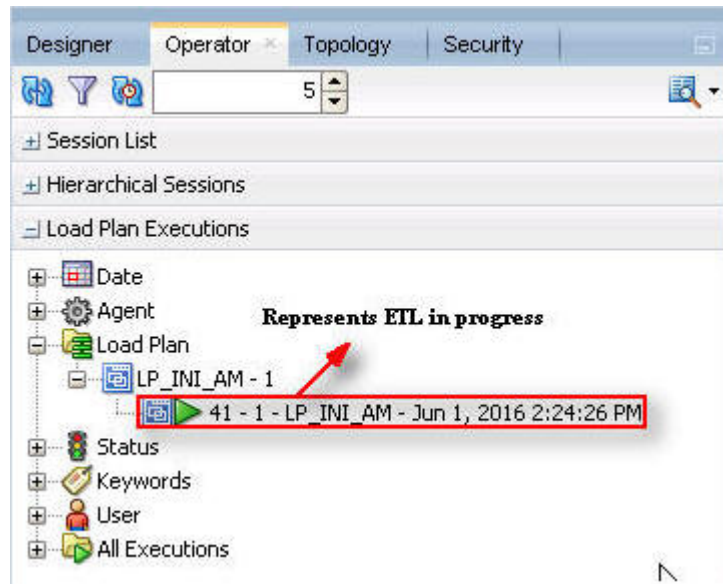 Designer Operator Topology Security
5
Session List
Hierarchical Sessions
Load Plan Executions
Date
Agent
Represents ETL in progress
Load Plan
LP_INI_AM - 1
41 - 1 - LP_INI_AM - Jun 1, 2016 2:24:26 PM
Status
Keywords
User
All Executions